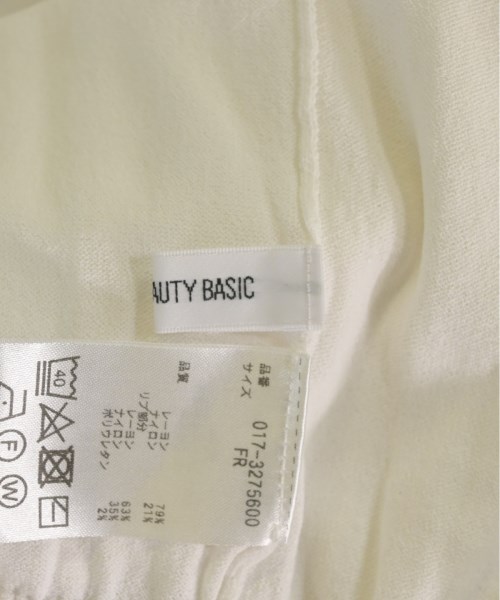 AUTY BASIC
品番 017-3275600
サイズ FR
品質
レーヨン 79%
ナイロン 21%
リブ部分
レーヨン 63%
ナイロン 35%
ポリウレタン 2%
40
F
W